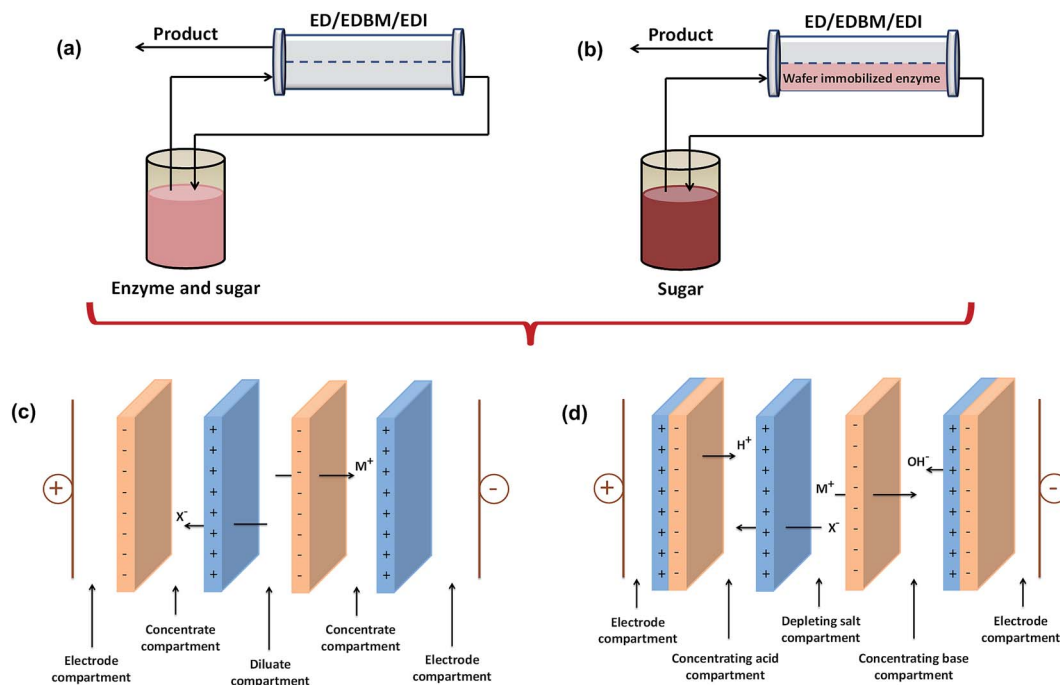 (a)
ED/EDBM/EDI
Product
Enzyme and sugar
(b)
ED/EDBM/EDI
Product
Wafer immobilized enzyme
Sugar
(c)
+
-
-
-
-
-
-
-
-
+
+
+
+
+
+
+
+
X⁻
-
-
-
-
-
-
-
-
M⁺
+
+
+
+
+
+
+
+
-
Electrode
compartment
Concentrate
compartment
Diluate
compartment
Concentrate
compartment
Electrode
compartment
(d)
+
+ -
+ -
+ -
+ -
+ -
+ -
+ -
+ -
H⁺
+
+
+
+
+
+
+
+
X⁻
M⁺
-
-
-
-
-
-
-
-
OH⁻
+ -
+ -
+ -
+ -
+ -
+ -
+ -
+ -
-
Electrode
compartment
Concentrating acid
compartment
Depleting salt
compartment
Concentrating base
compartment
Electrode
compartment